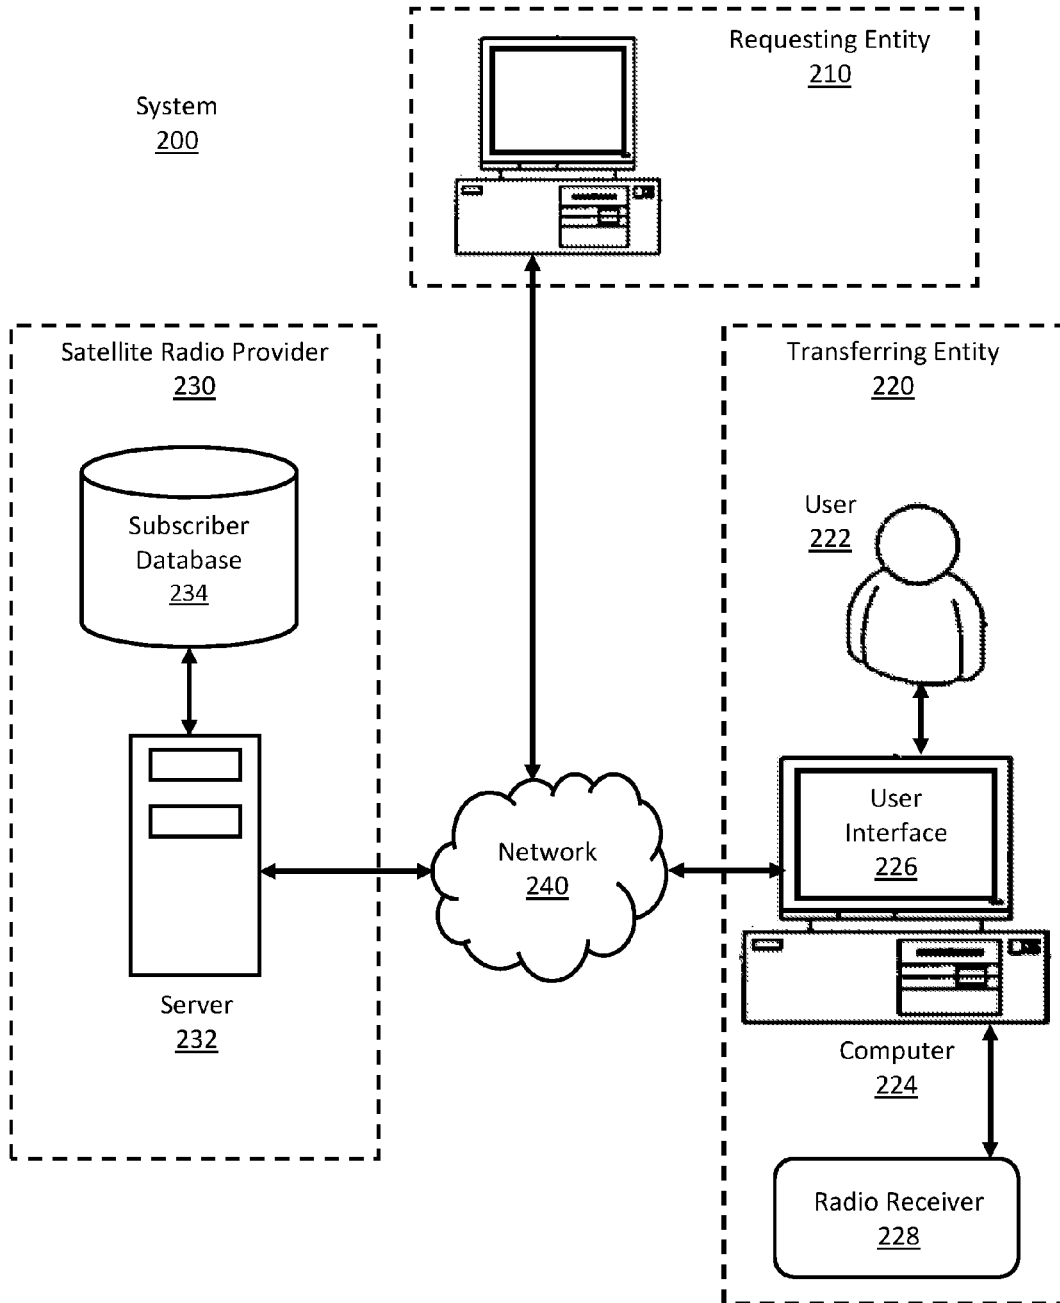 System
200
Requesting Entity
210
Satellite Radio Provider
230
Subscriber
Database
234
Server
232
Network
240
Transferring Entity
220
User
222
User
Interface
226
Computer
224
Radio Receiver
228